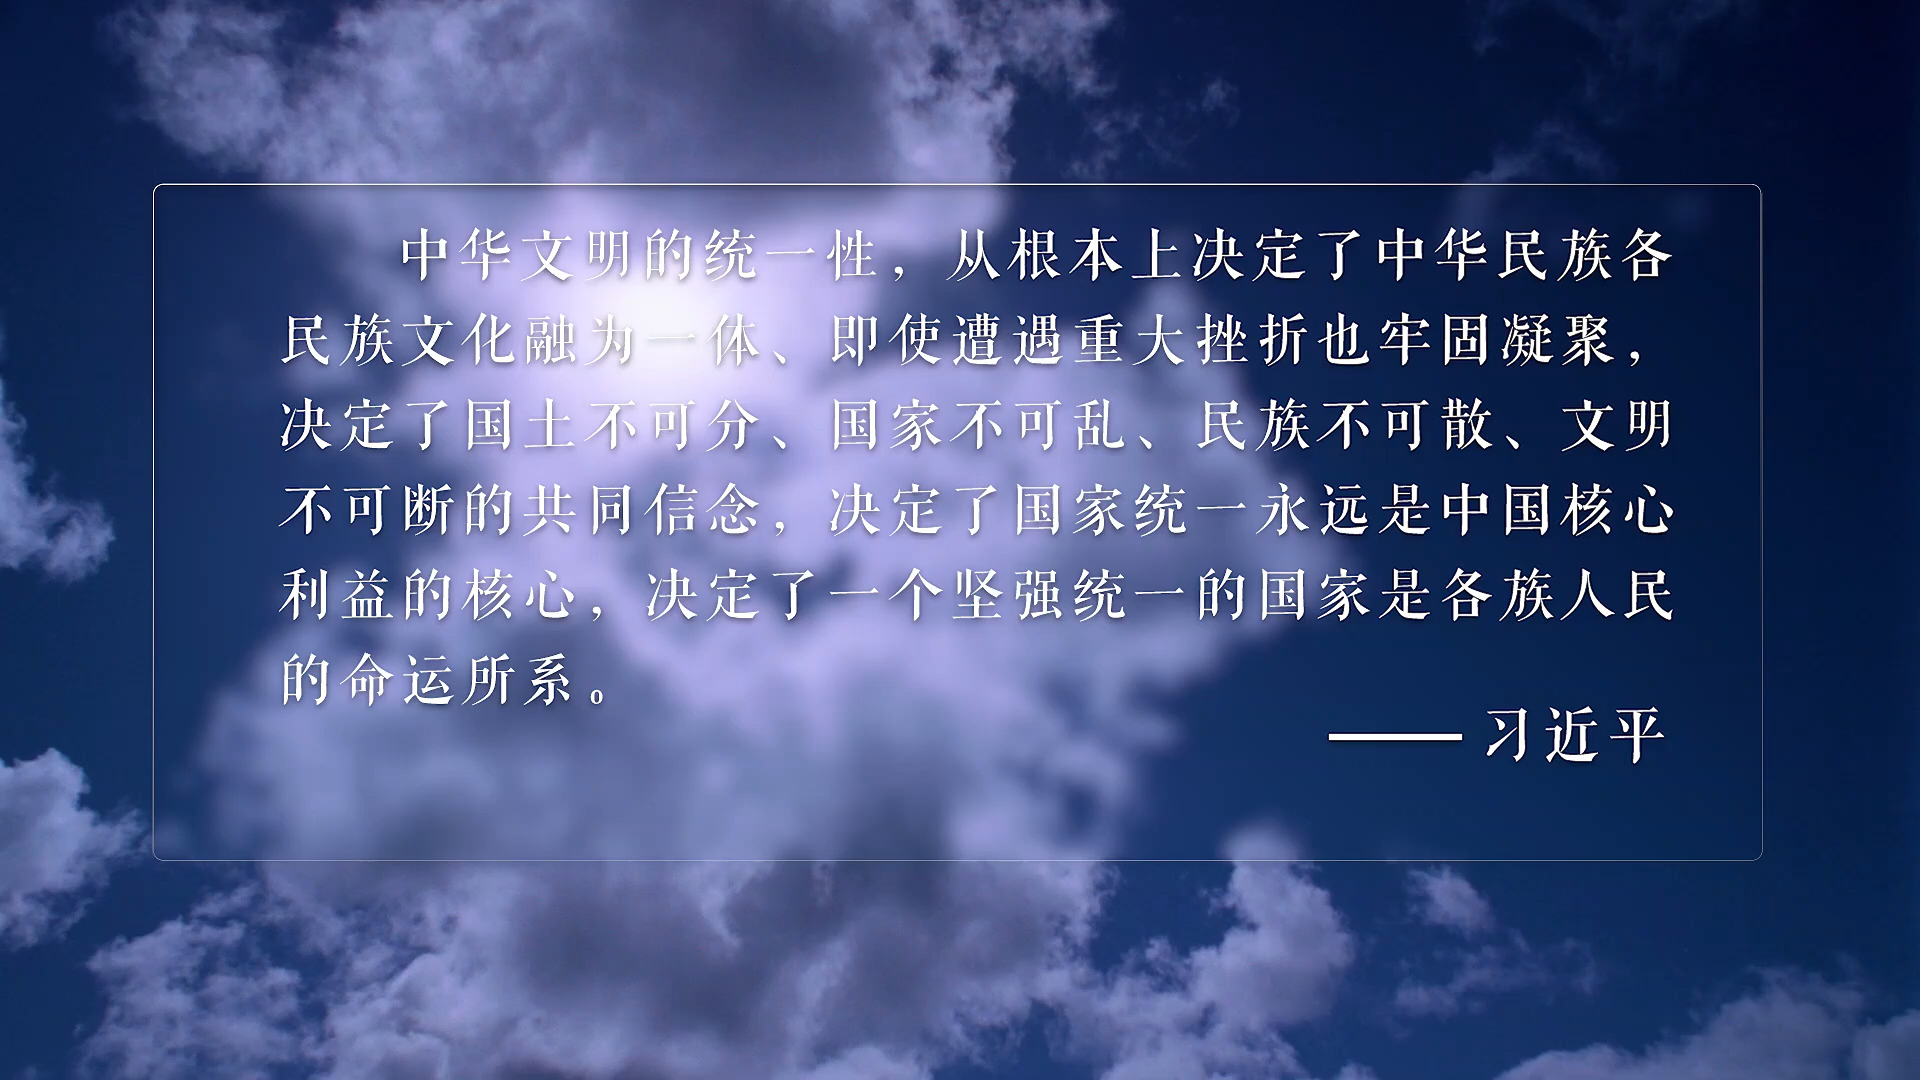 中华文明的统一性，从根本上决定了中华民族各
民族文化融为一体、即使遭遇重大挫折也牢固凝聚，
决定了国土不可分、国家不可乱、民族不可散、文明
不可断的共同信念，决定了国家统一永远是中国核心
利益的核心，决定了一个坚强统一的国家是各族人民
的命运所系。
——习近平